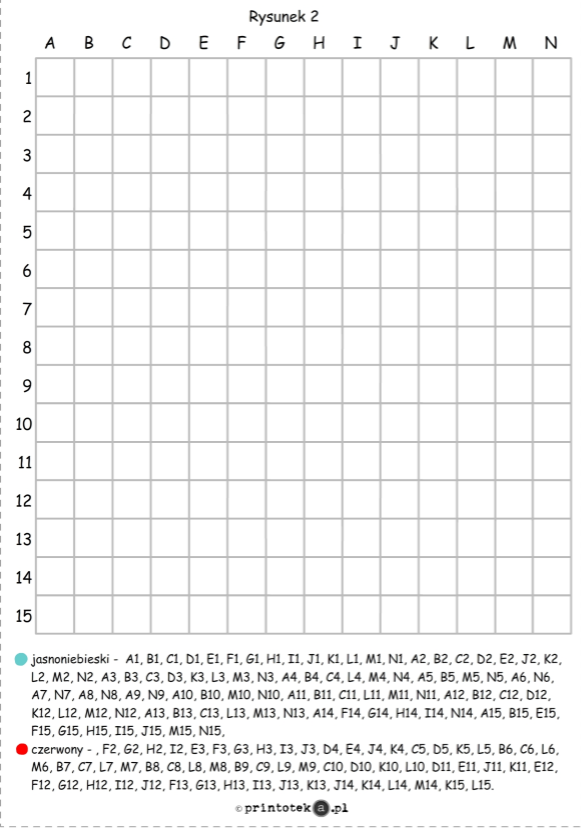 Rysunek 2
A B C D E F G H I J K L M N
1
2
3
4
5
6
7
8
9
10
11
12
13
14
15
jasnoniebieski - A1, B1, C1, D1, E1, F1, G1, H1, I1, J1, K1, L1, M1, N1, A2, B2, C2, D2, E2, J2, K2,
L2, M2, N2, A3, B3, C3, D3, K3, L3, M3, N3, A4, B4, C4, L4, M4, N4, A5, B5, M5, N5, A6, N6,
A7, N7, A8, N8, A9, N9, A10, B10, M10, N10, A11, B11, C11, L11, M11, N11, A12, B12, C12, D12,
K12, L12, M12, N12, A13, B13, C13, L13, M13, N13, A14, F14, G14, H14, I14, N14, A15, B15, E15,
F15, G15, H15, I15, J15, M15, N15,
czerwony - , F2, G2, H2, I2, E3, F3, G3, H3, I3, J3, D4, E4, J4, K4, C5, D5, K5, L5, B6, C6, L6,
M6, B7, C7, L7, M7, B8, C8, L8, M8, B9, C9, L9, M9, C10, D10, K10, L10, D11, E11, J11, K11, E12,
F12, G12, H12, I12, J12, F13, G13, H13, I13, J13, K13, J14, K14, L14, M14, K15, L15.
© printoteka.pl